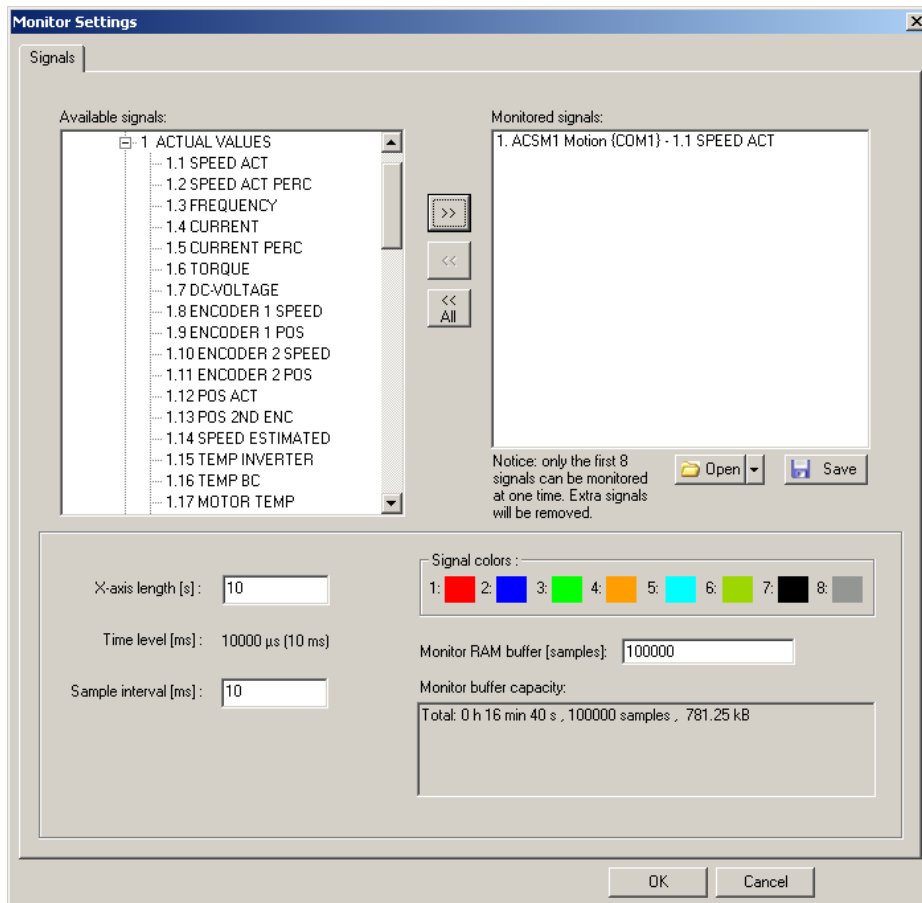 Monitor Settings
Signals
Available signals:
1 ACTUAL VALUES
1.1 SPEED ACT
1.2 SPEED ACT PERC
1.3 FREQUENCY
1.4 CURRENT
1.5 CURRENT PERC
1.6 TORQUE
1.7 DC-VOLTAGE
1.8 ENCODER 1 SPEED
1.9 ENCODER 1 POS
1.10 ENCODER 2 SPEED
1.11 ENCODER 2 POS
1.12 POS ACT
1.13 POS 2ND ENC
1.14 SPEED ESTIMATED
1.15 TEMP INVERTER
1.16 TEMP BC
1.17 MOTOR TEMP
>>
<<
<<
All
Monitored signals:
1. ACSM1 Motion {COM1} - 1.1 SPEED ACT
Notice: only the first 8
signals can be monitored
at one time. Extra signals
will be removed.
Open
Save
X-axis length [s] : 10
Time level [ms] : 10000 µs (10 ms)
Sample interval [ms] : 10
Signal colors :
1: 2: 3: 4: 5: 6: 7: 8:
Monitor RAM buffer [samples]: 100000
Monitor buffer capacity:
Total: 0 h 16 min 40 s , 100000 samples , 781.25 kB
OK
Cancel